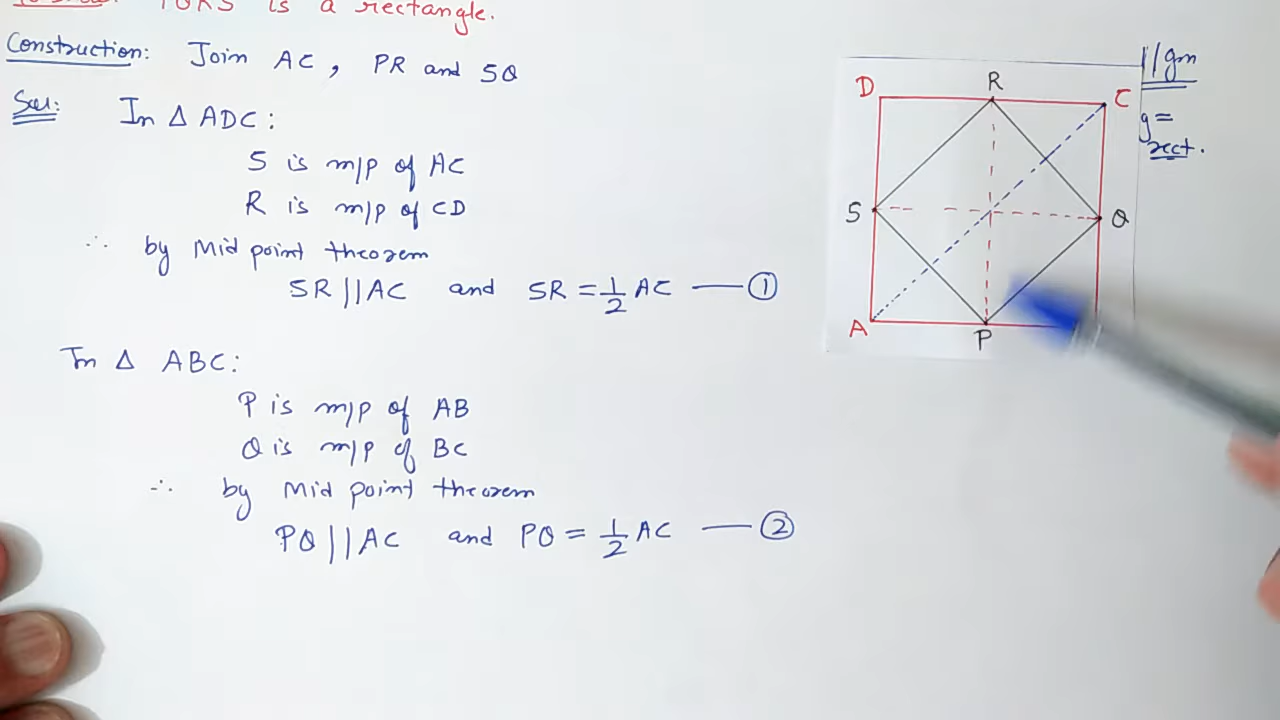 PQRS is a rectangle.
Construction: Join AC, PR and SQ
Sol: In Δ ADC:
S is m/p of AC
R is m/p of CD
∴ by Mid point theorem
SR || AC and SR = 1/2 AC — ①
In Δ ABC:
P is m/p of AB
Q is m/p of BC
∴ by Mid point theorem
PQ || AC and PQ = 1/2 AC — ②
D R C
S Q
A P
||gm
g=
rect.